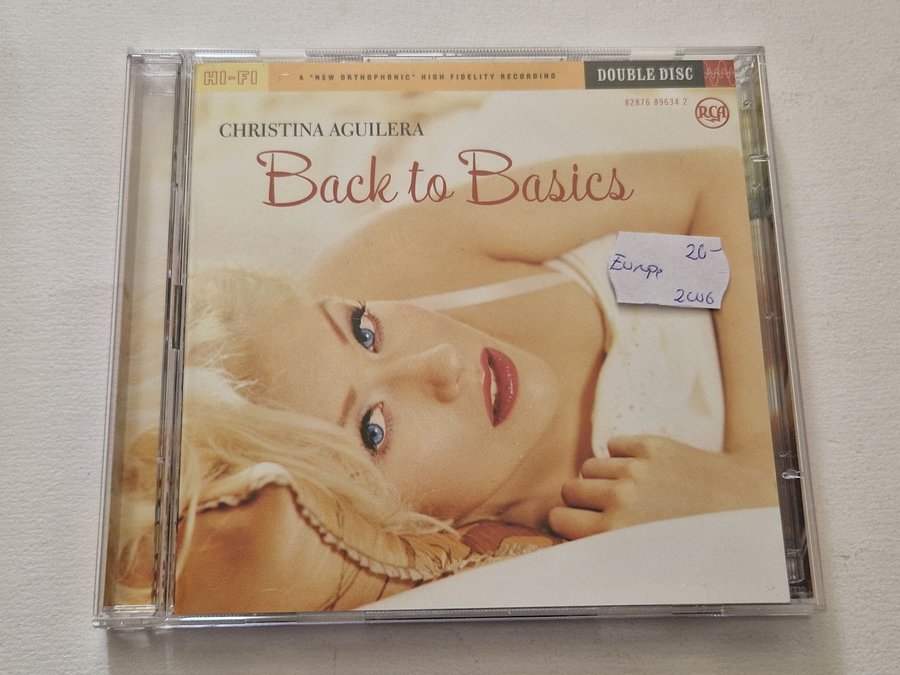 HI-FI
A "NEW ORTHOPHONIC" HIGH FIDELITY RECORDING
DOUBLE DISC
82876 89634 2
RCA
CHRISTINA AGUILERA
Back to Basics
20-
Europe
2006